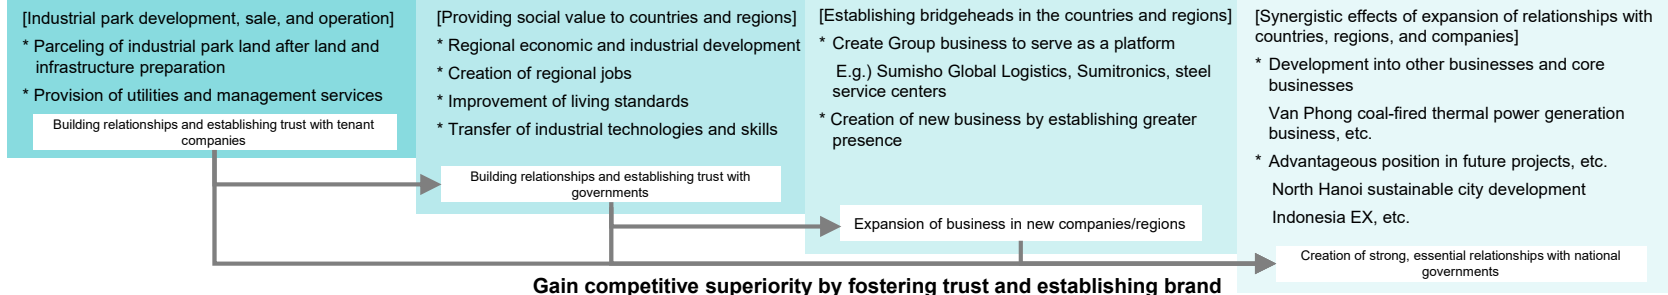 [Industrial park development, sale, and operation]
* Parceling of industrial park land after land and
infrastructure preparation
* Provision of utilities and management services
Building relationships and establishing trust with tenant
companies
[Providing social value to countries and regions]
* Regional economic and industrial development
* Creation of regional jobs
* Improvement of living standards
* Transfer of industrial technologies and skills
Building relationships and establishing trust with
governments
[Establishing bridgeheads in the countries and regions]
* Create Group business to serve as a platform
E.g.) Sumisho Global Logistics, Sumitronics, steel
service centers
* Creation of new business by establishing greater
presence
Expansion of business in new companies/regions
[Synergistic effects of expansion of relationships with
countries, regions, and companies]
* Development into other businesses and core
businesses
Van Phong coal-fired thermal power generation
business, etc.
* Advantageous position in future projects, etc.
North Hanoi sustainable city development
Indonesia EX, etc.
Creation of strong, essential relationships with national
governments
Gain competitive superiority by fostering trust and establishing brand